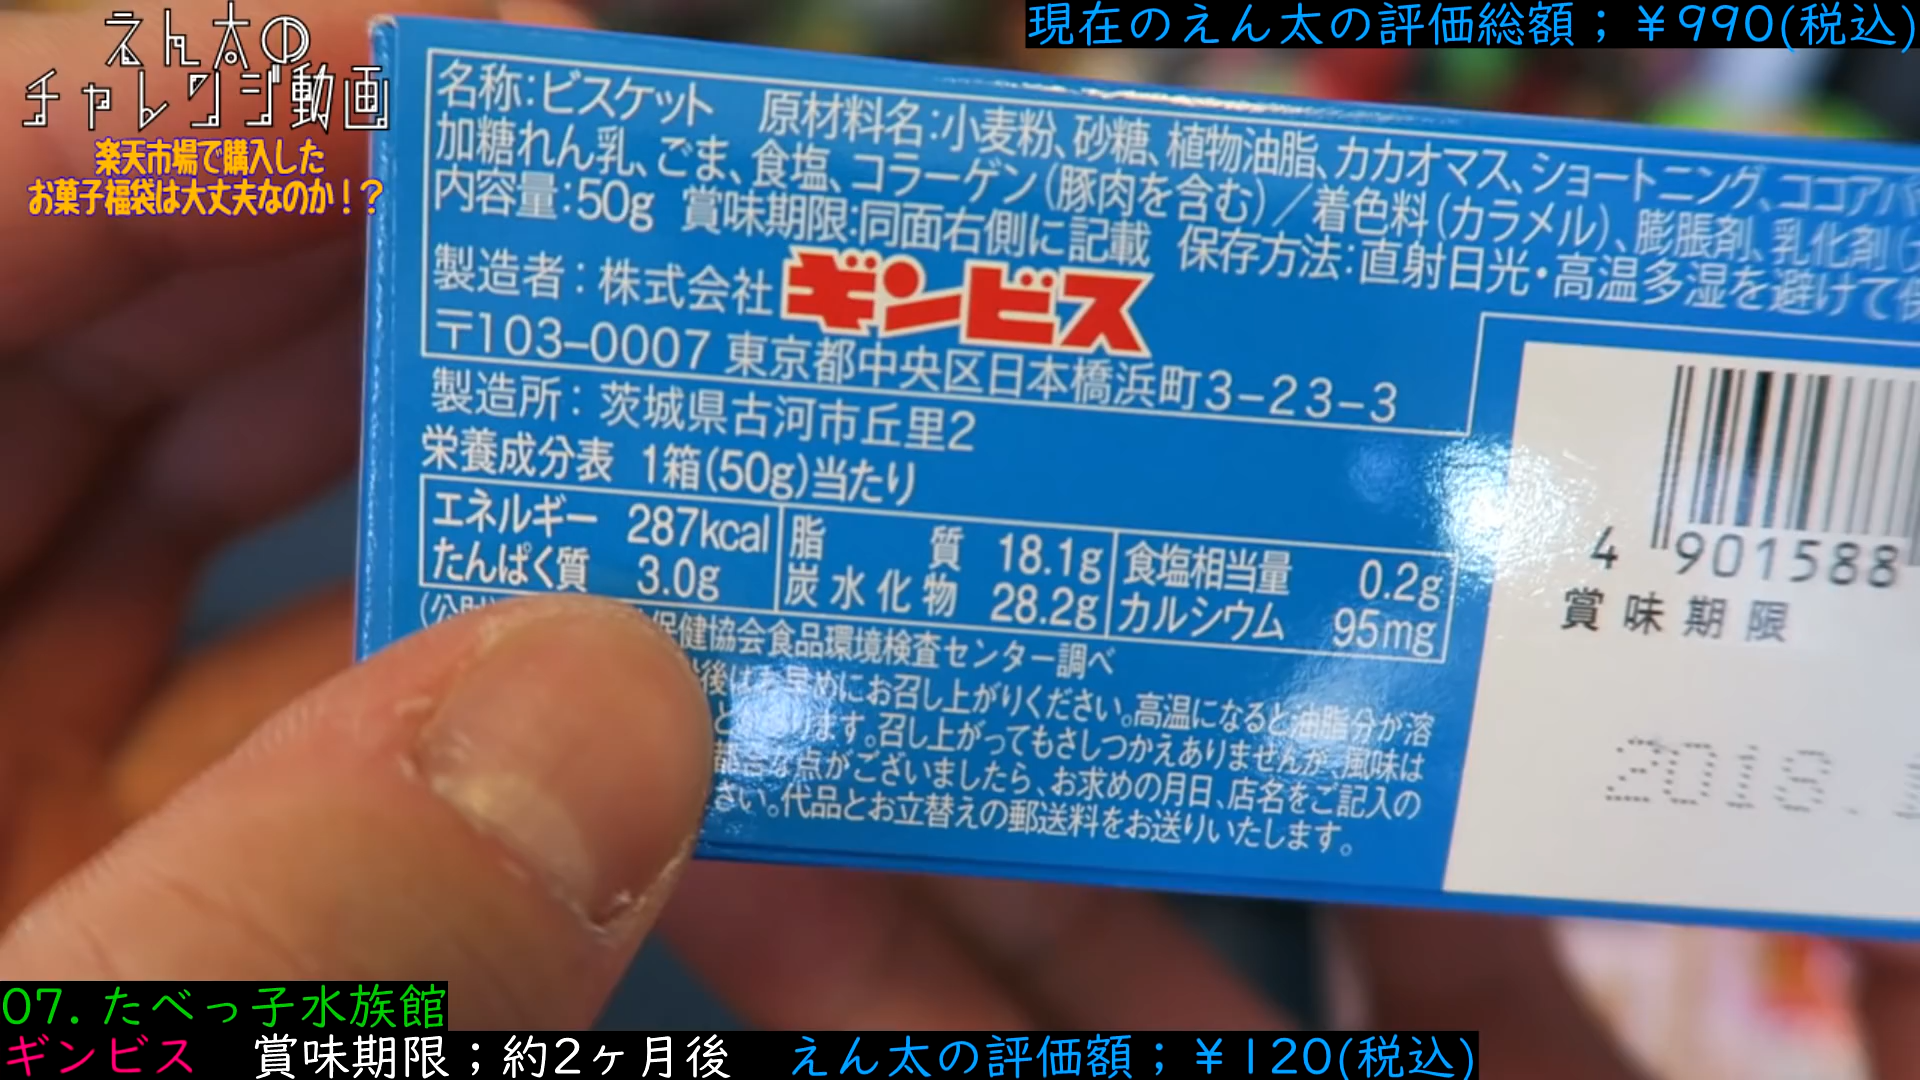 えん太の
チャレンジ動画
楽天市場で購入した
お菓子福袋は大丈夫なのか！？
現在のえん太の評価総額；￥990(税込)
名称：ビスケット　原材料名：小麦粉、砂糖、植物油脂、カカオマス、ショートニング、ココアパ
加糖れん乳、ごま、食塩、コラーゲン（豚肉を含む）／着色料（カラメル）、膨脹剤、乳化剤（
内容量：50g　賞味期限：同面右側に記載　保存方法：直射日光・高温多湿を避けて保
製造者：株式会社ギンビス
〒103-0007 東京都中央区日本橋浜町3-23-3
製造所：茨城県古河市丘里2
栄養成分表　1箱(50g)当たり
エネルギー　287kcal　脂質　18.1g　食塩相当量　0.2g
たんぱく質　3.0g　炭水化物　28.2g　カルシウム　95mg
保健協会食品環境検査センター調べ
後はお早めにお召し上がりください。高温になると油脂分が溶
ます。召し上がってもさしつかえありませんが、風味は
都合な点がございましたら、お求めの月日、店名をご記入の
さい。代品とお立替えの郵送料をお送りいたします。
4 901588
賞味期限
2018.1
07. たべっ子水族館
ギンビス　賞味期限；約2ヶ月後　えん太の評価額；￥120(税込)